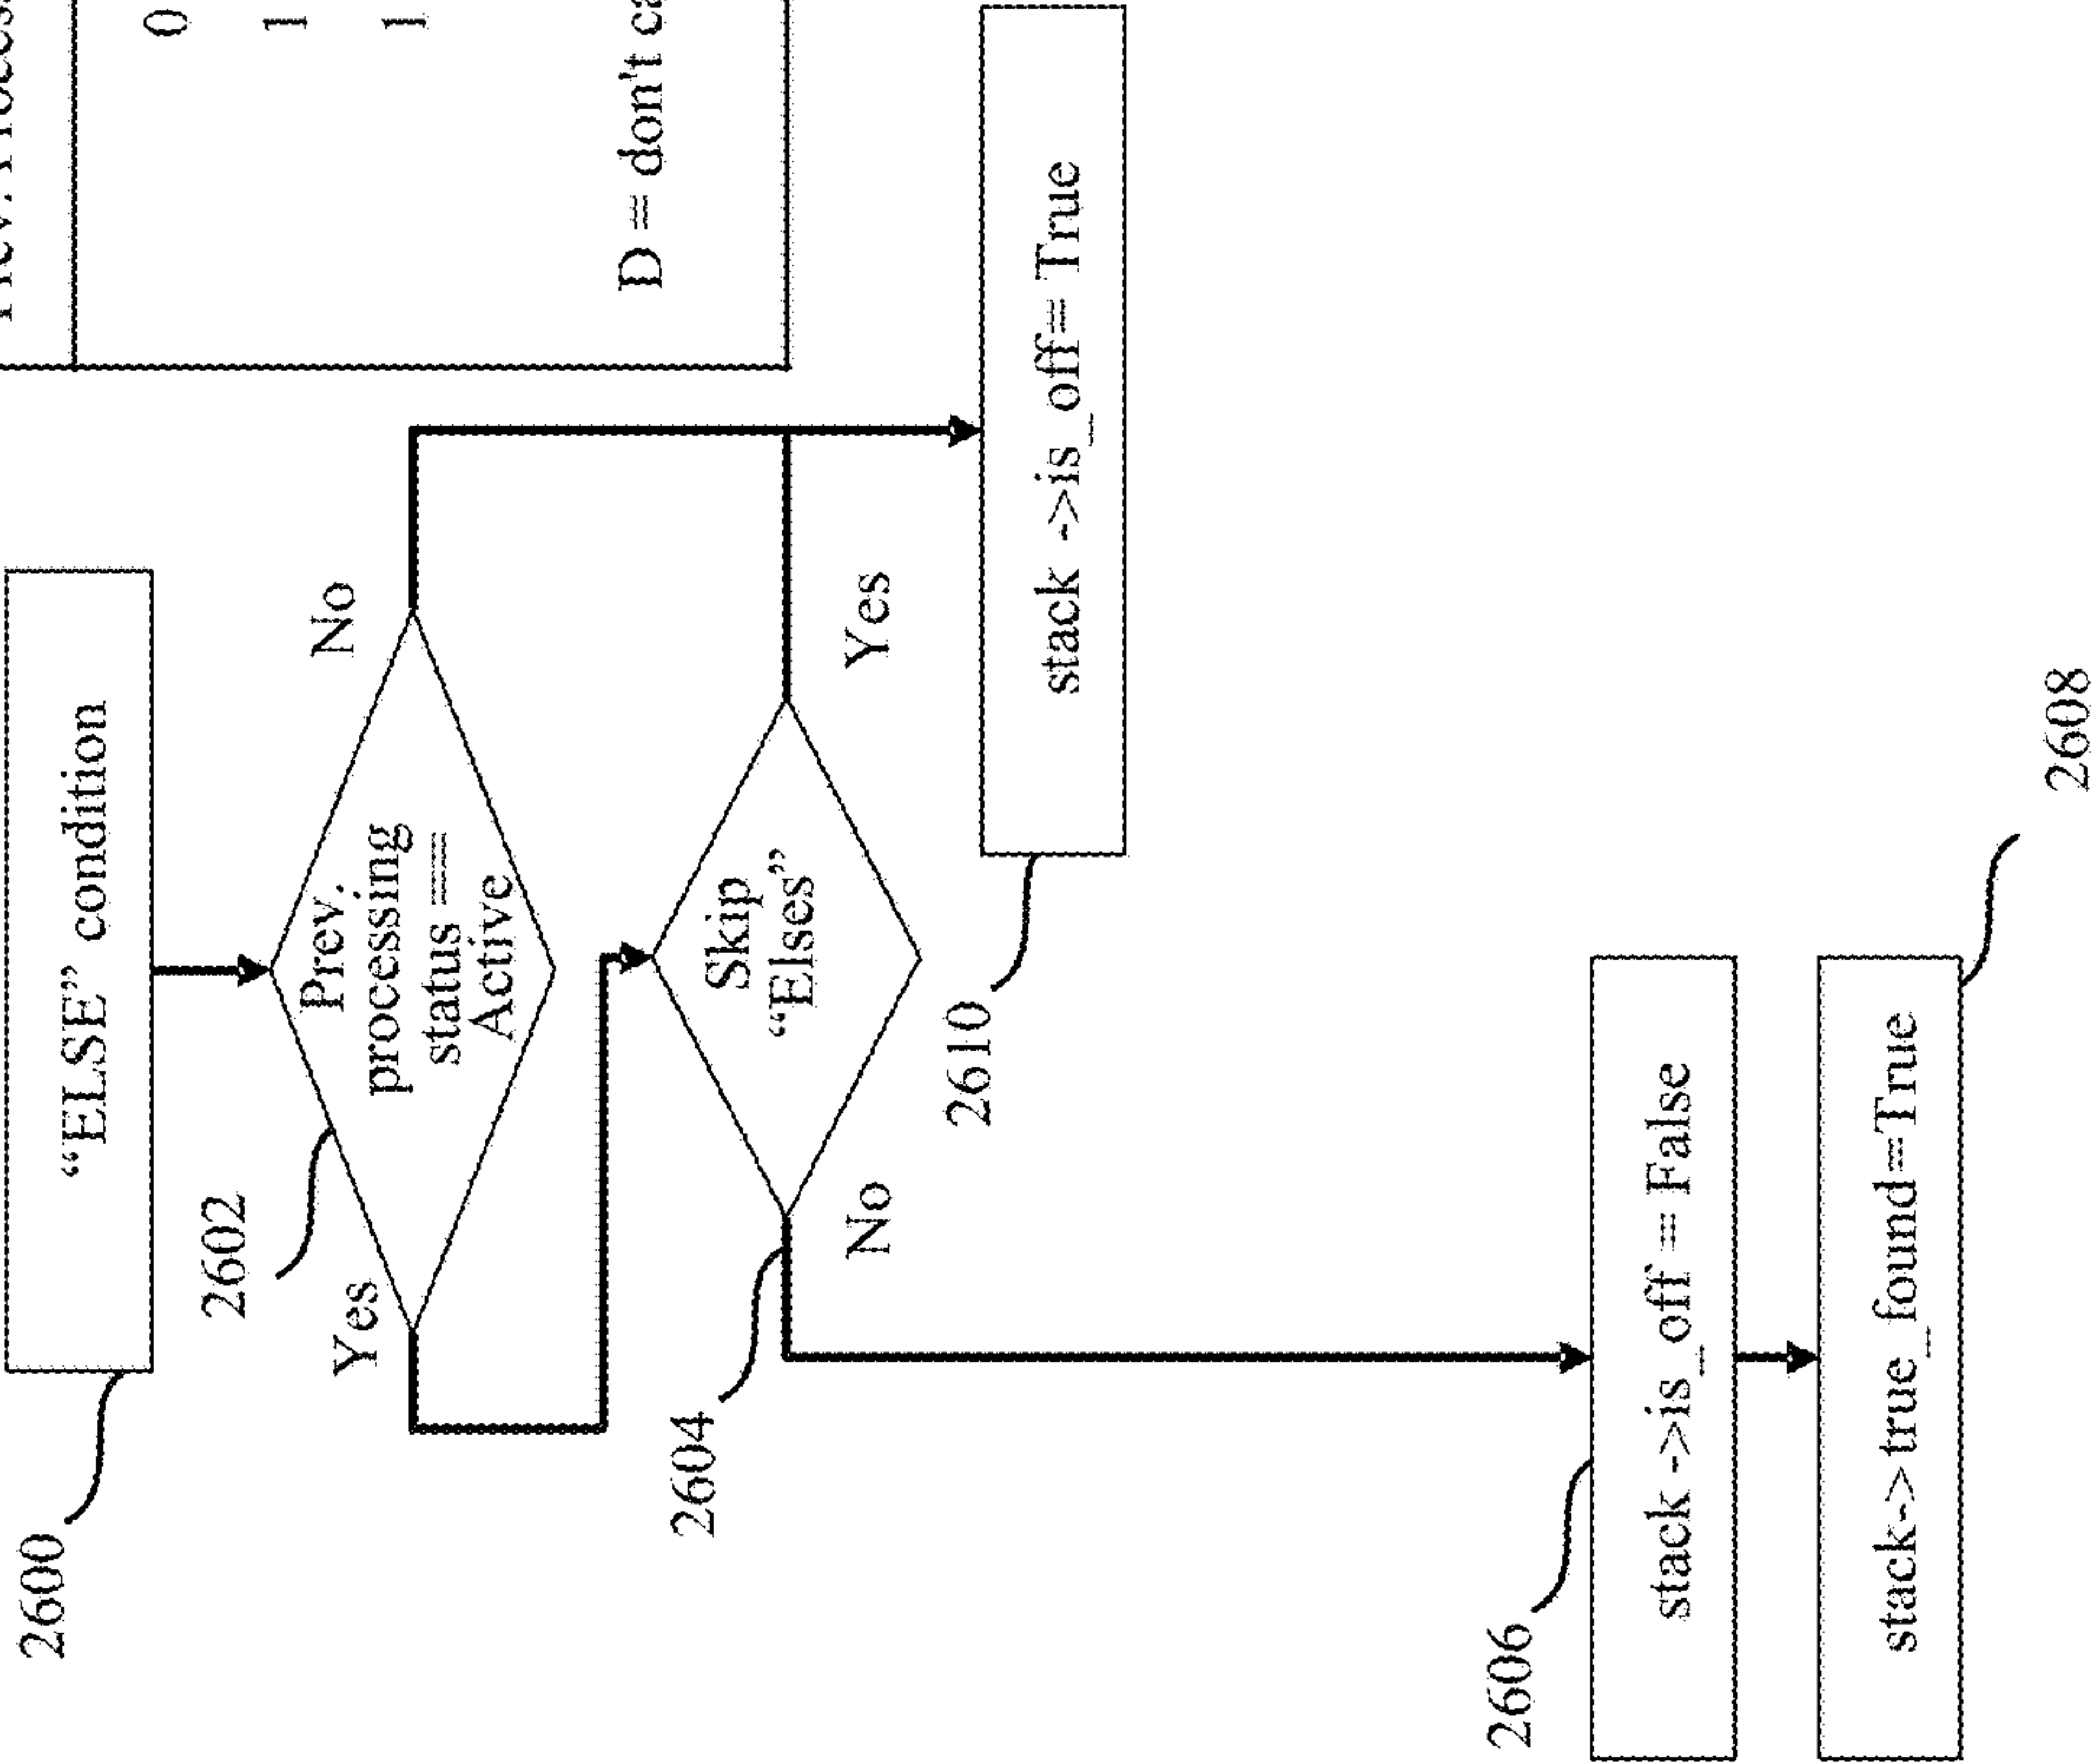 2600
“ELSE” condition
2602
Prev.
processing
status ==
Active
Yes
No
2604
Skip
“Elses”
No
Yes
2610
stack ->is_off= True
2606
stack ->is_off = False
stack->true_found=True
2608
0
1
1
D = don't